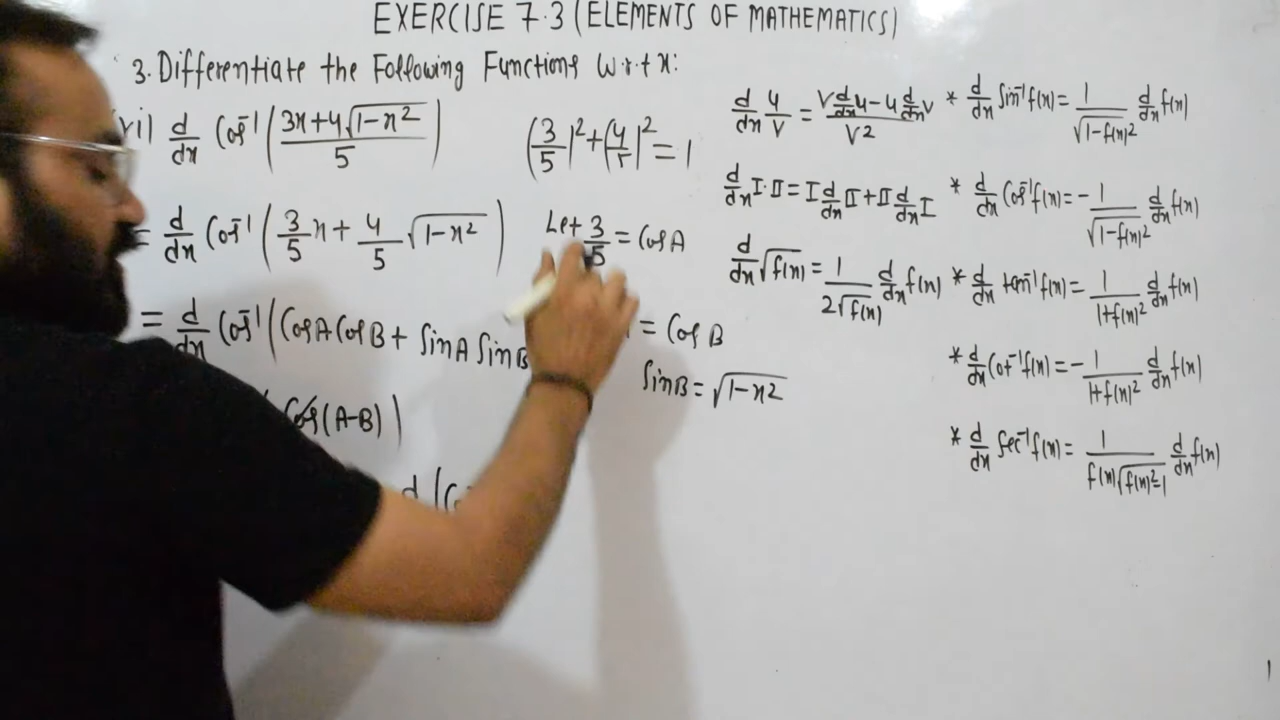 EXERCISE 7.3 (ELEMENTS OF MATHEMATICS)
3. Differentiate the Following Functions W.r.t x:
vi) d/dx Cos⁻¹((3x+4√(1-x²))/5)
(3/5)²+(4/5)²=1
= d/dx Cos⁻¹(3/5 x + 4/5 √(1-x²))
Let 3/5 = Cos A
= d/dx Cos⁻¹(CosA CosB + SinA SinB
= Cos B
SinB = √(1-x²)
Cos(A-B))
d (Co
d/dx u/v = (V d/dx u - u d/dx v)/V²
d/dx I·II = I d/dx II + II d/dx I
d/dx √f(x) = 1/(2√f(x)) d/dx f(x)
* d/dx Sin⁻¹f(x) = 1/√(1-f(x)²) d/dx f(x)
* d/dx Cos⁻¹f(x) = -1/√(1-f(x)²) d/dx f(x)
* d/dx tan⁻¹f(x) = 1/(1+f(x)²) d/dx f(x)
* d/dx Cot⁻¹f(x) = -1/(1+f(x)²) d/dx f(x)
* d/dx Sec⁻¹f(x) = 1/(f(x)√(f(x)²-1)) d/dx f(x)